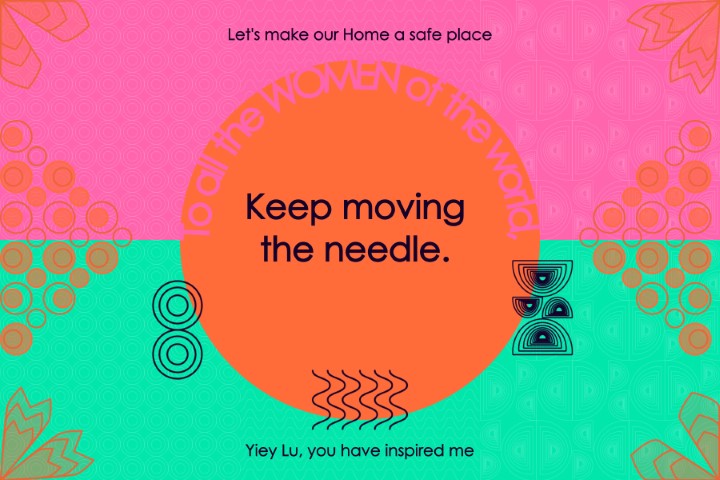 Let's make our Home a safe place
To all the WOMEN of the world,
Keep moving
the needle.
Yiey Lu, you have inspired me